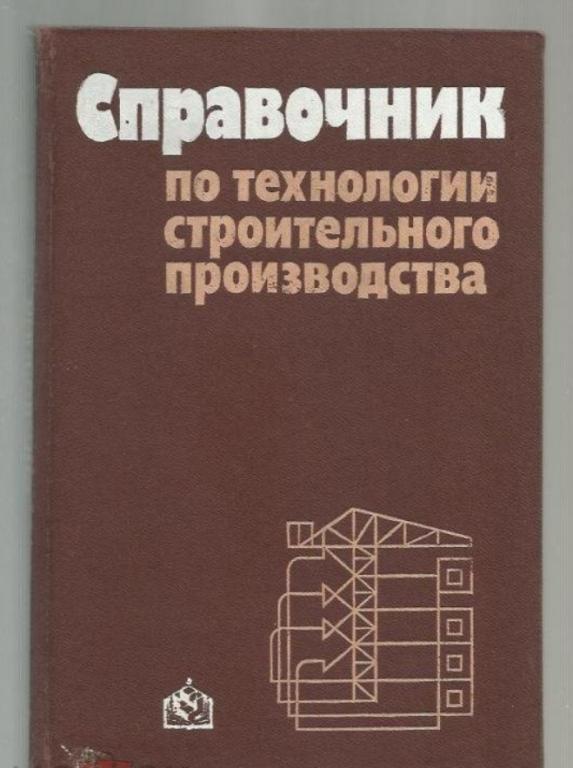 Справочник
по технологии
строительного
производства